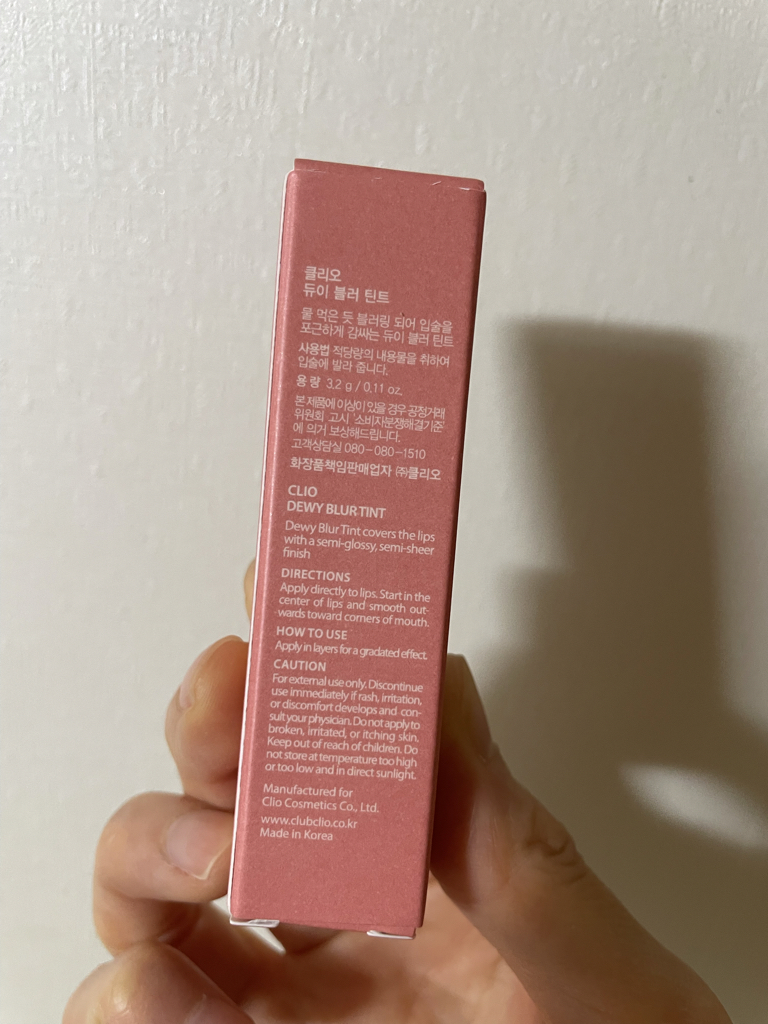 클리오
듀이 블러 틴트
물 먹은 듯 블러링 되어 입술을
포근하게 감싸는 듀이 블러 틴트
사용법 적당량의 내용물을 취하여
입술에 발라 줍니다.
용 량 3.2 g / 0.11 oz.
본 제품에 이상이 있을 경우 공정거래
위원회 고시 '소비자분쟁해결기준'
에 의거 보상해드립니다.
고객상담실 080-080-1510
화장품책임판매업자 ㈜클리오
CLIO
DEWY BLUR TINT
Dewy Blur Tint covers the lips
with a semi-glossy, semi-sheer
finish
DIRECTIONS
Apply directly to lips. Start in the
center of lips and smooth out-
wards toward corners of mouth.
HOW TO USE
Apply in layers for a gradated effect.
CAUTION
For external use only. Discontinue
use immediately if rash, irritation,
or discomfort develops and con-
sult your physician. Do not apply to
broken, irritated, or itching skin.
Keep out of reach of children. Do
not store at temperature too high
or too low and in direct sunlight.
Manufactured for
Clio Cosmetics Co., Ltd.
www.clubclio.co.kr
Made in Korea